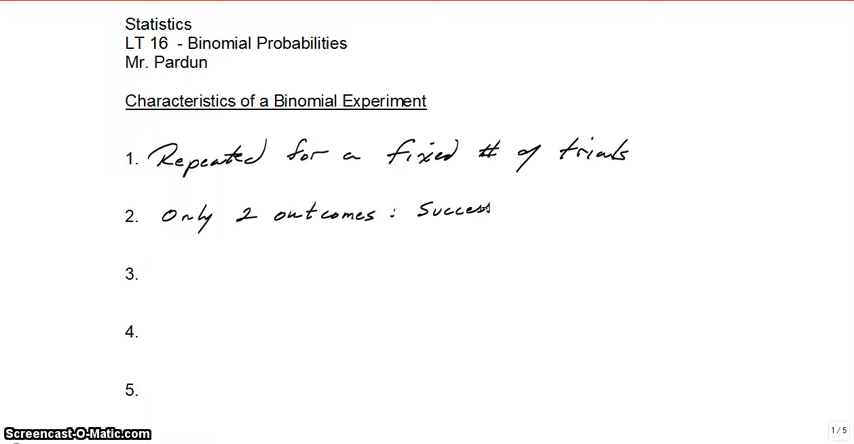 Statistics
LT 16 - Binomial Probabilities
Mr. Pardun
Characteristics of a Binomial Experiment
1. Repeated for a fixed # of trials
2. Only 2 outcomes : Success
3.
4.
5.
Screencast-O-Matic.com
1 / 5